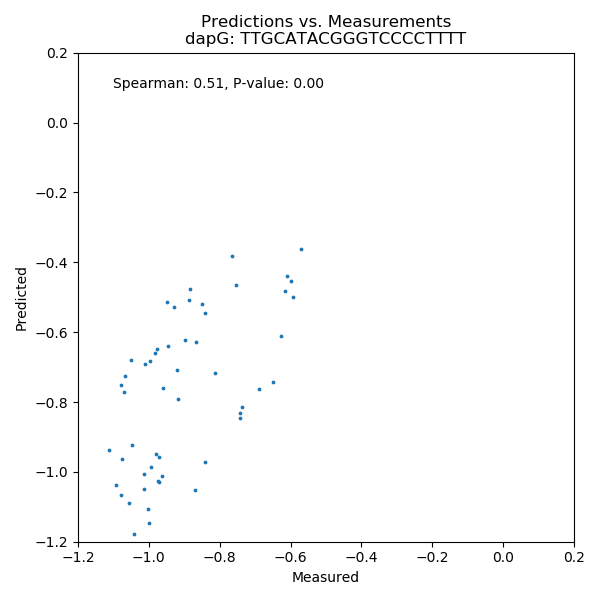 Predictions vs. Measurements
dapG: TTGCATACGGGTCCCCTTTT
Spearman: 0.51, P-value: 0.00
0.2
0.0
−0.2
−0.4
−0.6
−0.8
−1.0
−1.2
Predicted
−1.2 −1.0 −0.8 −0.6 −0.4 −0.2 0.0 0.2
Measured